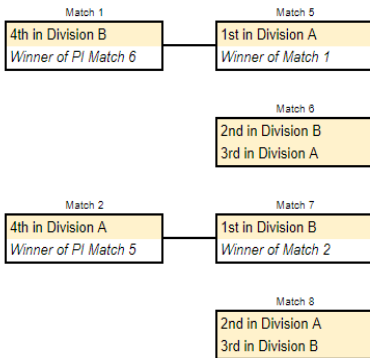 Match 1
4th in Division B
Winner of PI Match 6
Match 5
1st in Division A
Winner of Match 1
Match 6
2nd in Division B
3rd in Division A
Match 2
4th in Division A
Winner of PI Match 5
Match 7
1st in Division B
Winner of Match 2
Match 8
2nd in Division A
3rd in Division B